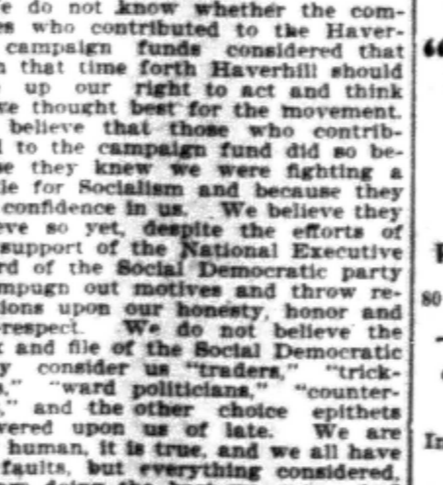 e do not know whether the com-
es who contributed to the Haver-
campaign funds considered that
that time forth Haverhill should
up our right to act and think
ve thought best for the movement.
believe that those who contrib-
to the campaign fund did so be-
se they knew we were fighting a
le for Socialism and because they
confidence in us. We believe they
eve so yet, despite the efforts of
support of the National Executive
rd of the Social Democratic party
mpugn out motives and throw re-
ions upon our honesty, honor and
-respect. We do not believe the
and file of the Social Democratic
y consider us "traders," "trick-
," "ward politicians," "counter-
," and the other choice epithets
vered upon us of late. We are
human, it is true, and we all have
faults, but everything considered,
80
In